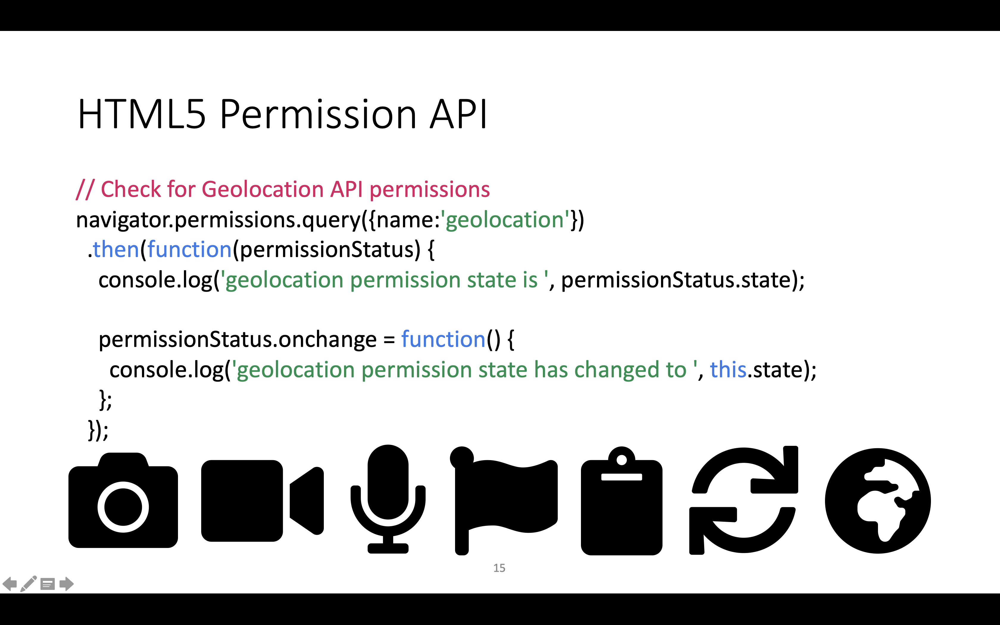 HTML5 Permission API
// Check for Geolocation API permissions
navigator.permissions.query({name:'geolocation'})
.then(function(permissionStatus) {
console.log('geolocation permission state is ', permissionStatus.state);
permissionStatus.onchange = function() {
console.log('geolocation permission state has changed to ', this.state);
};
});
15